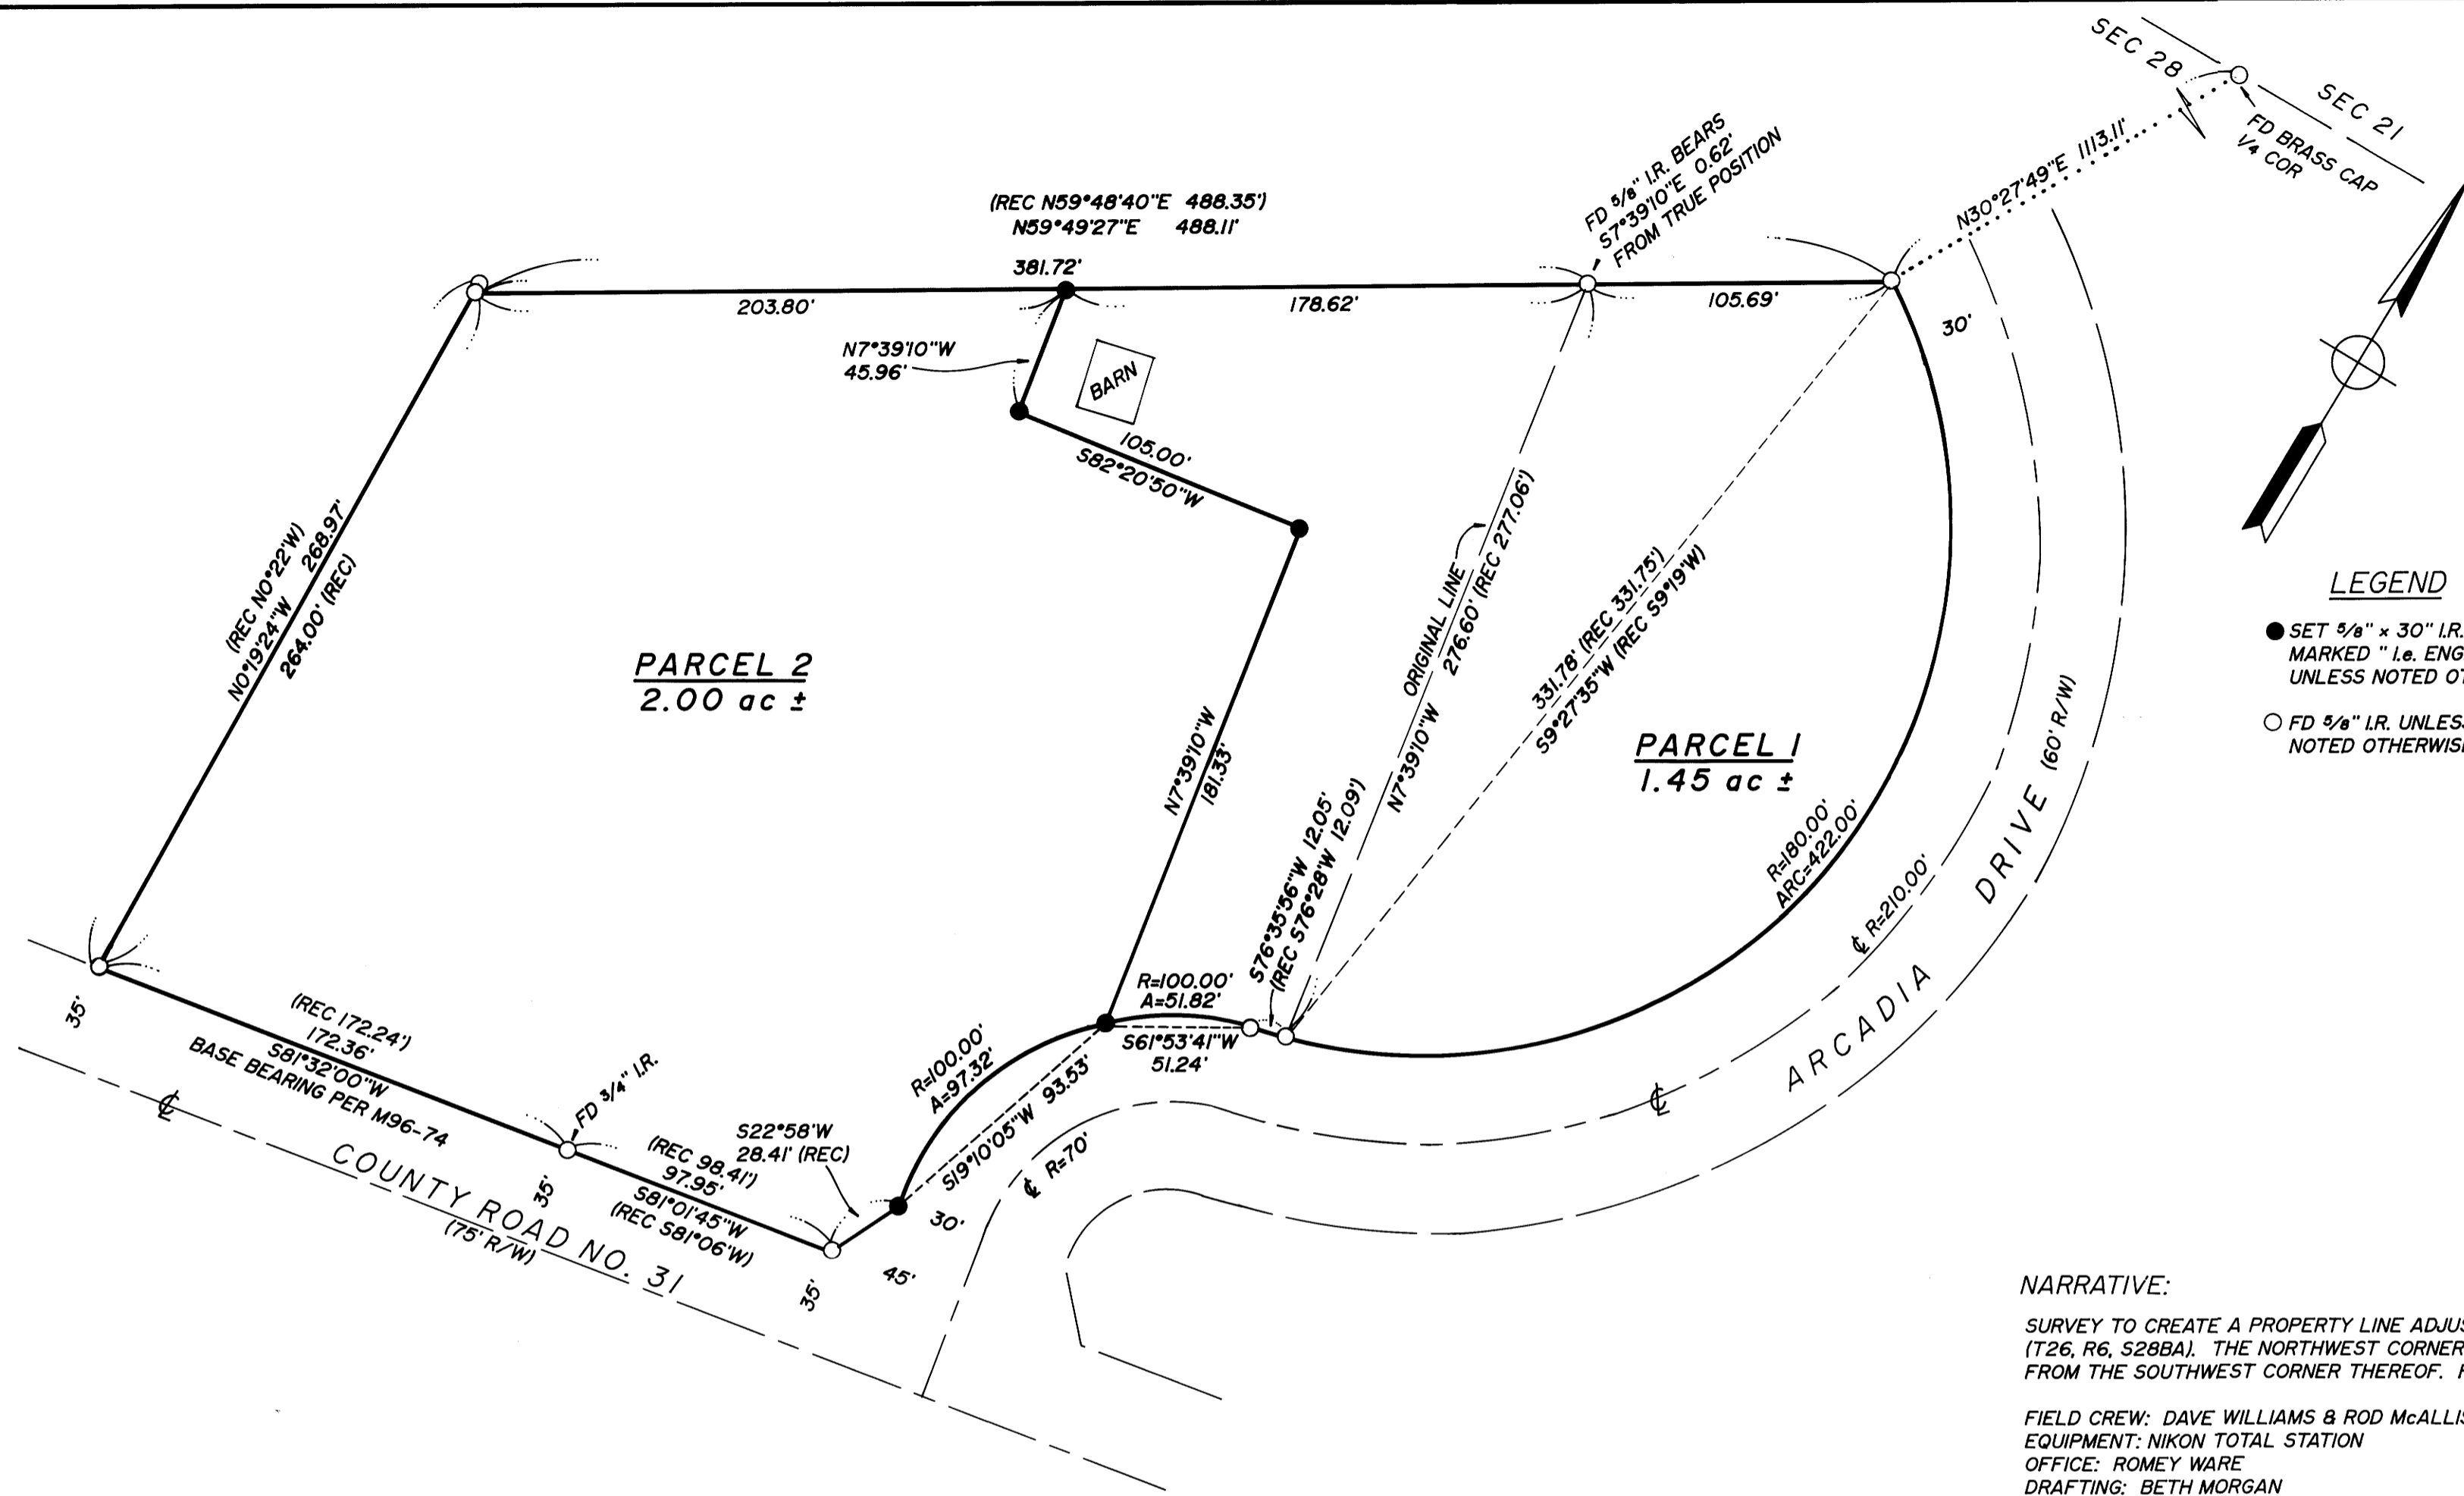 SEC 28
SEC 21
FD BRASS CAP
1/4 COR
N30°27'49"E 1113.11'
FD 5/8" I.R. BEARS
S7°39'10"E 0.62'
FROM TRUE POSITION
(REC N59°48'40"E 488.35')
N59°49'27"E 488.11'
381.72'
203.80'
178.62'
105.69'
30'
N7°39'10"W
45.96'
BARN
105.00'
S82°20'50"W
(REC N0°22'W)
N0°19'24"W 268.97'
264.00' (REC)
PARCEL 2
2.00 ac ±
N7°39'10"W
181.33'
ORIGINAL LINE
N7°39'10"W 276.60' (REC 277.06')
331.78' (REC 331.75')
S9°27'35"W (REC S9°19'W)
PARCEL 1
1.45 ac ±
R=180.00'
ARC=422.00'
℄ R=210.00'
ARCADIA DRIVE (60' R/W)
℄
S76°35'56"W 12.05'
(REC S76°28'W 12.09')
R=100.00'
A=51.82'
S61°53'41"W
51.24'
R=100.00'
A=97.32'
S19°10'05"W 93.53'
℄ R=70'
S22°58'W
28.41' (REC)
30'
45'
35'
(REC 172.24')
172.36'
S81°32'00"W
BASE BEARING PER M96-74
℄
FD 3/4" I.R.
35'
(REC 98.41')
97.95'
S81°01'45"W
(REC S81°06'W)
35'
COUNTY ROAD NO. 31
(75' R/W)
LEGEND
SET 5/8" × 30" I.R.
MARKED " i.e. ENG
UNLESS NOTED OT
FD 5/8" I.R. UNLES
NOTED OTHERWIS
NARRATIVE:
SURVEY TO CREATE A PROPERTY LINE ADJUS
(T26, R6, S28BA). THE NORTHWEST CORNER
FROM THE SOUTHWEST CORNER THEREOF.
FIELD CREW: DAVE WILLIAMS & ROD McALLIS
EQUIPMENT: NIKON TOTAL STATION
OFFICE: ROMEY WARE
DRAFTING: BETH MORGAN